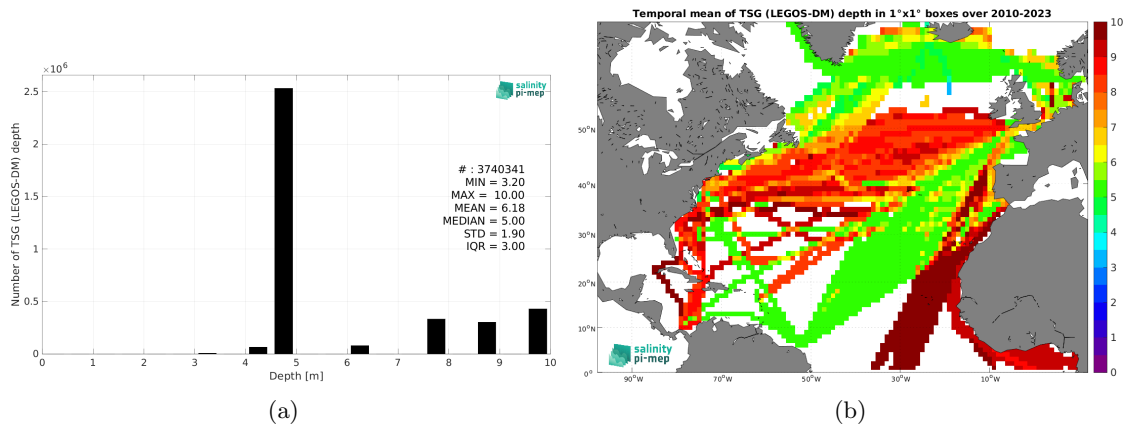 Temporal mean of TSG (LEGOS-DM) depth in 1°x1° boxes over 2010-2023
×10⁶
Number of TSG (LEGOS-DM) depth
2.5
2
1.5
1
0.5
0
salinity
pi-mep
# : 3740341
MIN = 3.20
MAX = 10.00
MEAN = 6.18
MEDIAN = 5.00
STD = 1.90
IQR = 3.00
0 1 2 3 4 5 6 7 8 9 10
Depth [m]
(a)
50°N
40°N
30°N
20°N
10°N
0°
90°W 70°W 50°W 30°W 10°W
salinity
pi-mep
10
9
8
7
6
5
4
3
2
1
0
(b)